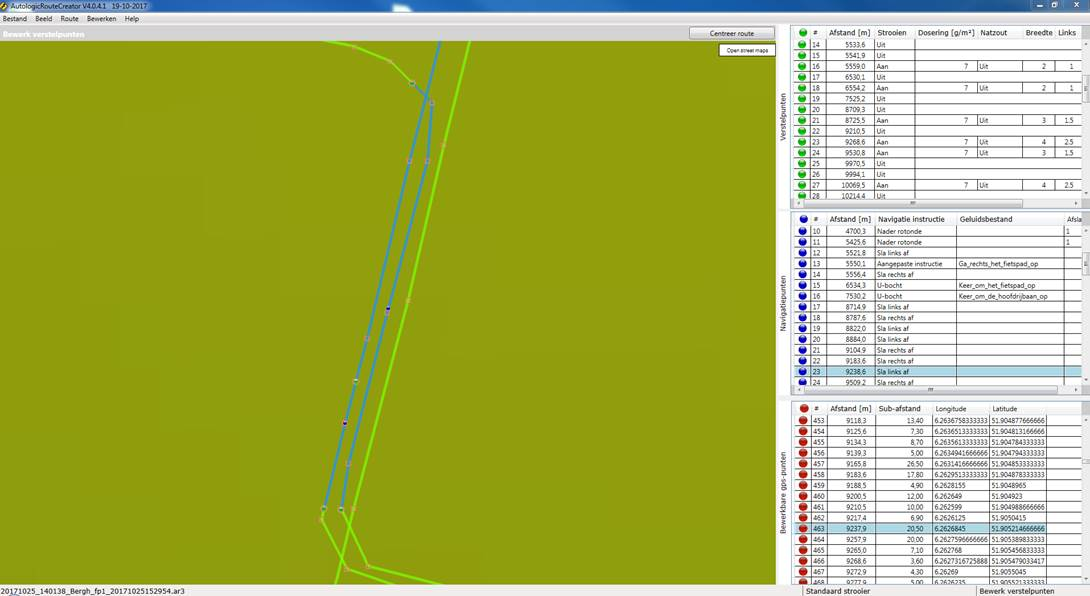 AutologicRouteCreator V4.0.4.1 19-10-2017
Bestand Beeld Route Bewerken Help
Bewerk verstelpunten
Centreer route
Open street maps
Verstelpunten
# Afstand [m] Strooien Dosering [g/m²] Natzout Breedte Links
14 5533,6 Uit
15 5541,9 Uit
16 5559,0 Aan 7 Uit 2 1
17 6530,1 Uit
18 6554,2 Aan 7 Uit 2 1
19 7525,2 Uit
20 8709,3 Uit
21 8725,5 Aan 7 Uit 3 1.5
22 9210,5 Uit
23 9268,6 Aan 7 Uit 4 2.5
24 9530,8 Aan 7 Uit 3 1.5
25 9970,5 Uit
26 9994,1 Uit
27 10069,5 Aan 7 Uit 4 2.5
28 10214,4 Uit
Navigatiepunten
# Afstand [m] Navigatie instructie Geluidsbestand Afsla
10 4700,3 Nader rotonde 1
11 5425,6 Nader rotonde 1
12 5521,8 Sla links af
13 5550,1 Aangepaste instructie Ga_rechts_het_fietspad_op
14 5556,4 Sla rechts af
15 6534,3 U-bocht Keer_om_het_fietspad_op
16 7530,2 U-bocht Keer_om_de_hoofdrijbaan_op
17 8714,9 Sla links af
18 8787,6 Sla rechts af
19 8822,0 Sla links af
20 8884,0 Sla links af
21 9104,9 Sla rechts af
22 9183,6 Sla rechts af
23 9238,6 Sla links af
24 9509,2 Sla rechts af
Bewerkbare gps-punten
# Afstand [m] Sub-afstand Longitude Latitude
453 9118,3 13,40 6.2636758333333 51.904877666666
454 9125,6 7,30 6.2636513333333 51.904813166666
455 9134,3 8,70 6.2635613333333 51.904784333333
456 9139,3 5,00 6.2634941666666 51.904794333333
457 9165,8 26,50 6.2631416666666 51.904853333333
458 9183,6 17,80 6.2629513333333 51.904878333333
459 9188,5 4,90 6.2628155 51.9048965
460 9200,5 12,00 6.262649 51.904923
461 9210,5 10,00 6.262599 51.904988666666
462 9217,4 6,90 6.2626125 51.9050415
463 9237,9 20,50 6.2626845 51.905214666666
464 9257,9 20,00 6.2627596666666 51.905389833333
465 9265,0 7,10 6.262768 51.905456833333
466 9268,6 3,60 6.2627316725888 51.905479033417
467 9272,9 4,30 6.26269 51.9055045
468 9277,9 5,00 6.2626235 51.905521333333
20171025_140138_Bergh_fp1_20171025152954.ar3
Standaard strooier
Bewerk verstelpunten